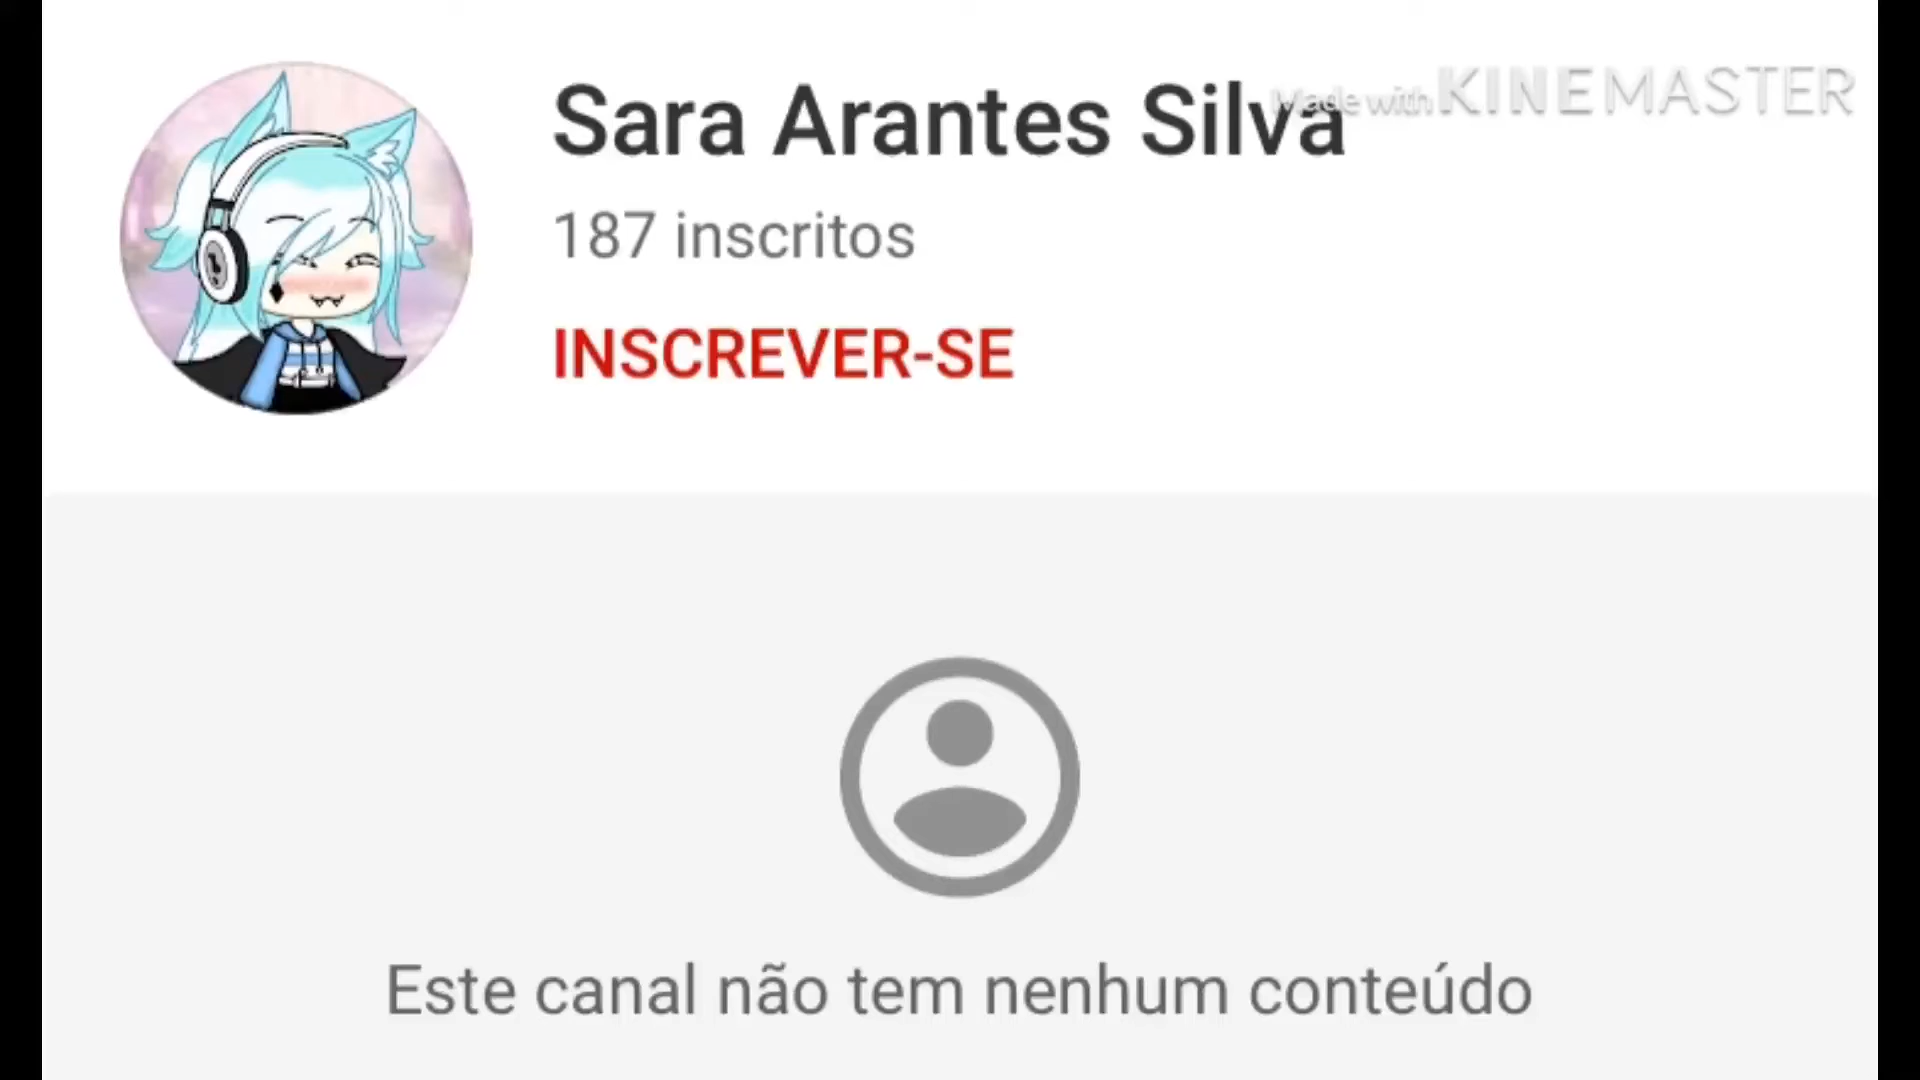 Sara Arantes Silva
Made with KINEMASTER
187 inscritos
INSCREVER-SE
Este canal não tem nenhum conteúdo